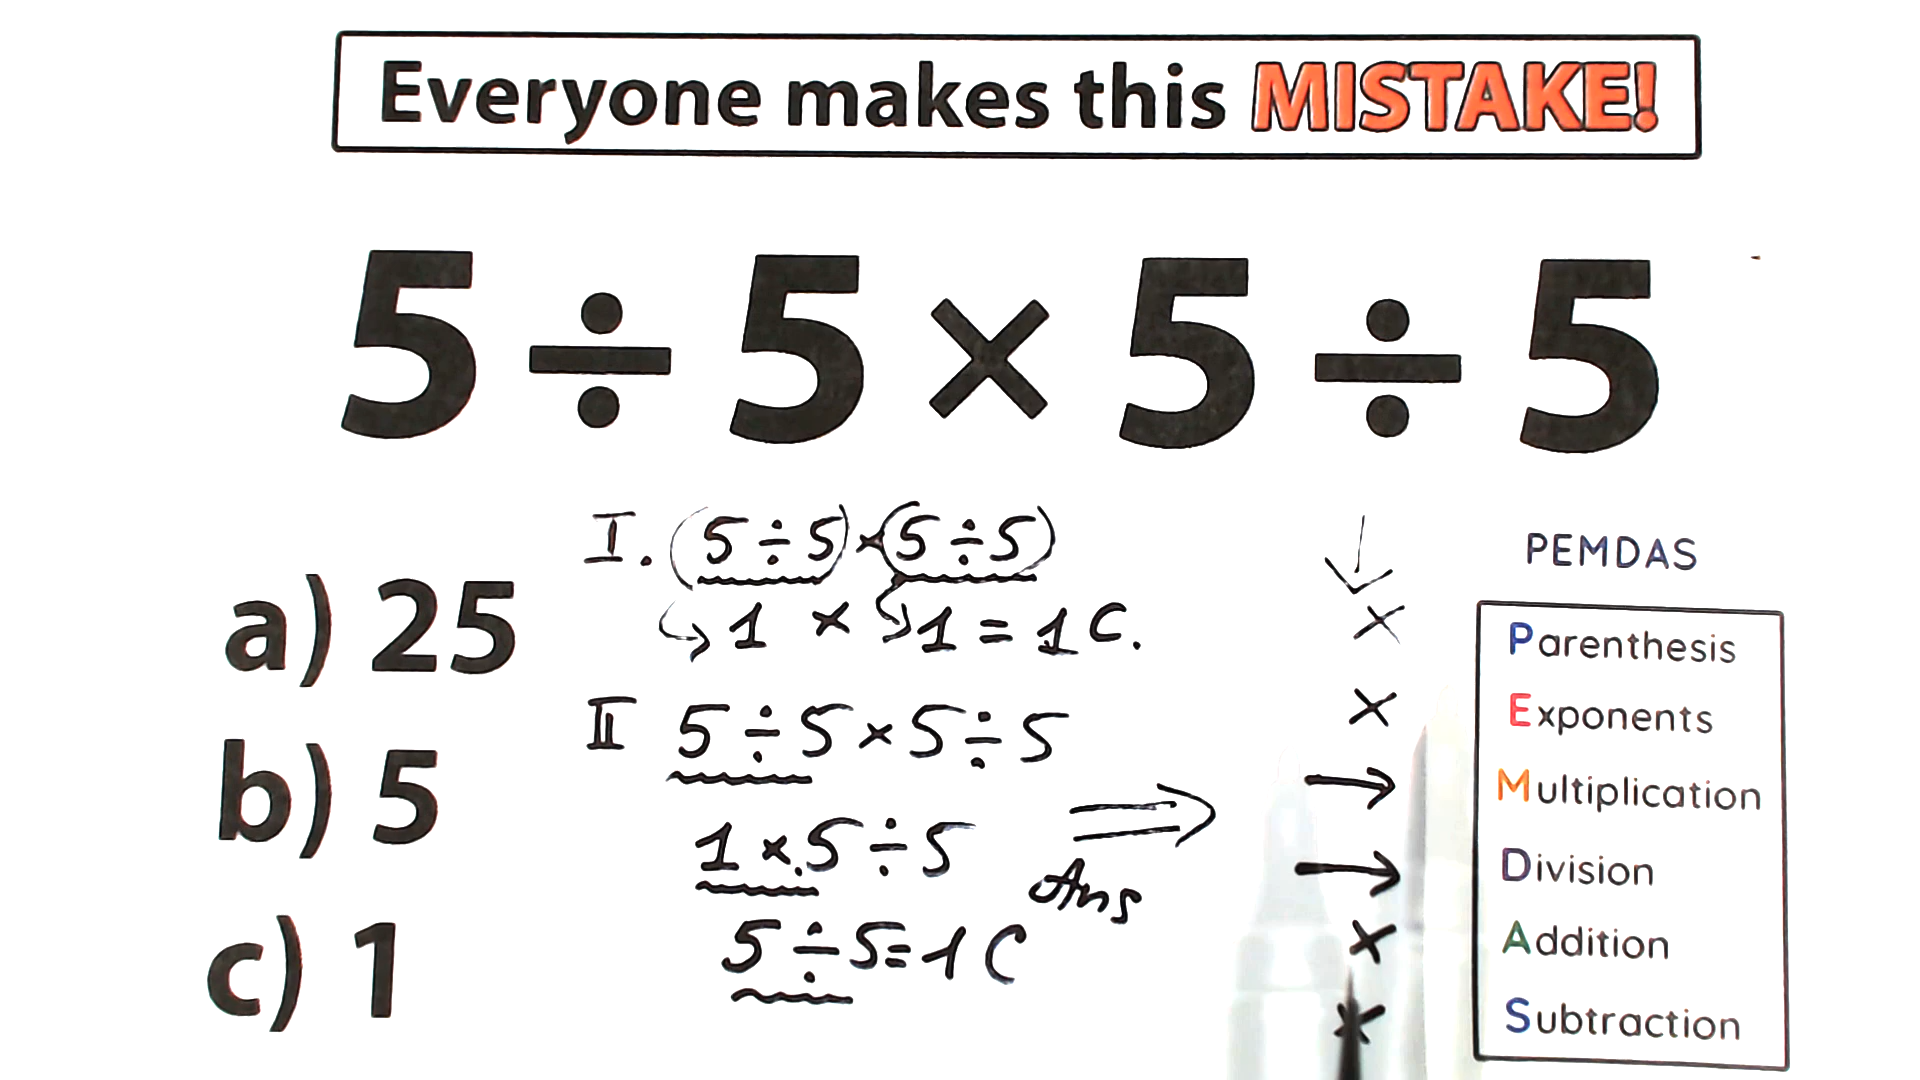 Everyone makes this MISTAKE!
5 ÷ 5 × 5 ÷ 5
a) 25
b) 5
c) 1
I. (5 ÷ 5) × (5 ÷ 5)
1 × 1 = 1 C.
II 5 ÷ 5 × 5 ÷ 5
1 × 5 ÷ 5
5 ÷ 5 = 1 C
Ans
PEMDAS
Parenthesis
Exponents
Multiplication
Division
Addition
Subtraction